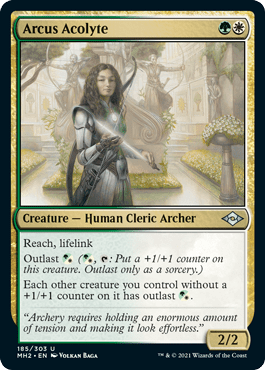 Arcus Acolyte
Creature — Human Cleric Archer
Reach, lifelink
Outlast (, : Put a +1/+1 counter on
this creature. Outlast only as a sorcery.)
Each other creature you control without a
+1/+1 counter on it has outlast .
“Archery requires holding an enormous
amount of tension and making it look effortless.”
2/2
185/303 U
MH2 • EN VOLKAN BAGA
™ & © 2021 Wizards of the Coast